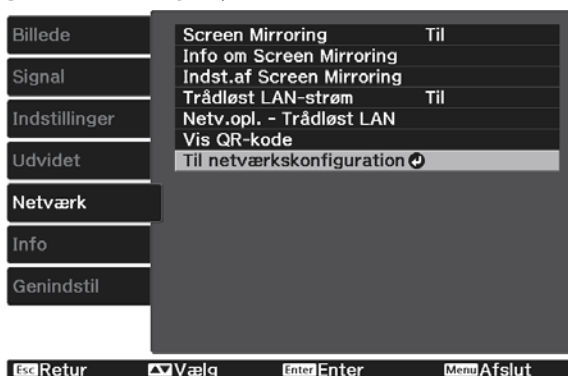 Billede
Signal
Indstillinger
Udvidet
Netværk
Info
Genindstil
Screen Mirroring Til
Info om Screen Mirroring
Indst.af Screen Mirroring
Trådløst LAN-strøm Til
Netv.opl. - Trådløst LAN
Vis QR-kode
Til netværkskonfiguration
Esc Retur Vælg Enter Enter Menu Afslut